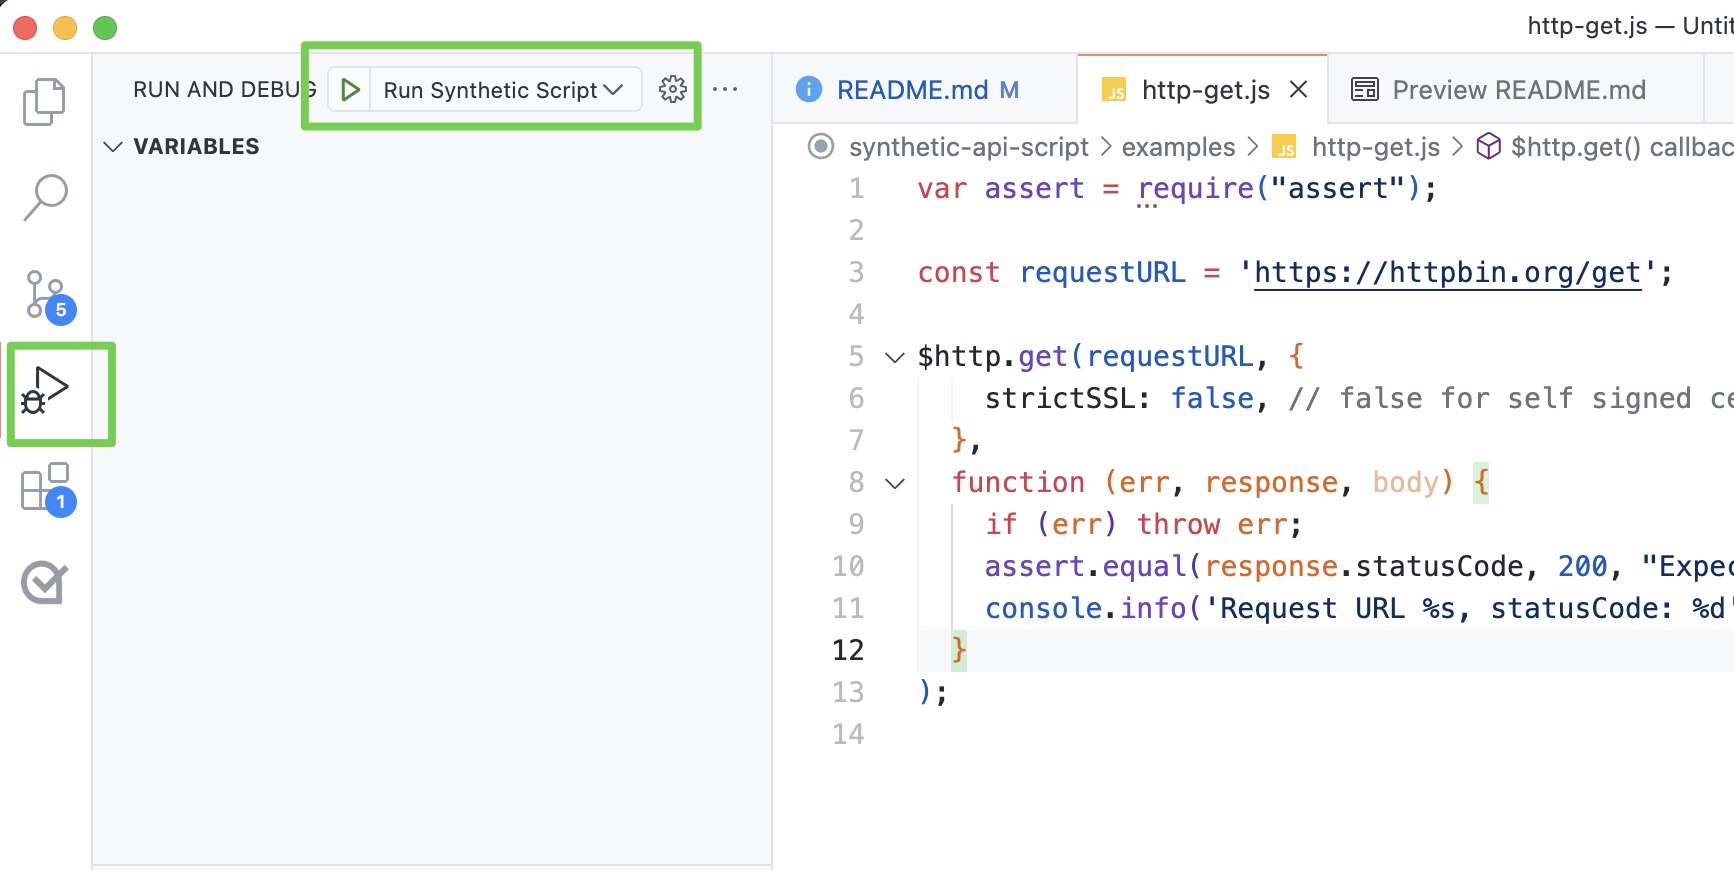 http-get.js — Untit
RUN AND DEBUG
Run Synthetic Script
README.md M
JS http-get.js
Preview README.md
VARIABLES
synthetic-api-script > examples > JS http-get.js > $http.get() callbac
1 var assert = require("assert");
2
3 const requestURL = 'https://httpbin.org/get';
4
5 $http.get(requestURL, {
6 strictSSL: false, // false for self signed ce
7 },
8 function (err, response, body) {
9 if (err) throw err;
10 assert.equal(response.statusCode, 200, "Expec
11 console.info('Request URL %s, statusCode: %d'
12 }
13 );
14
5
1